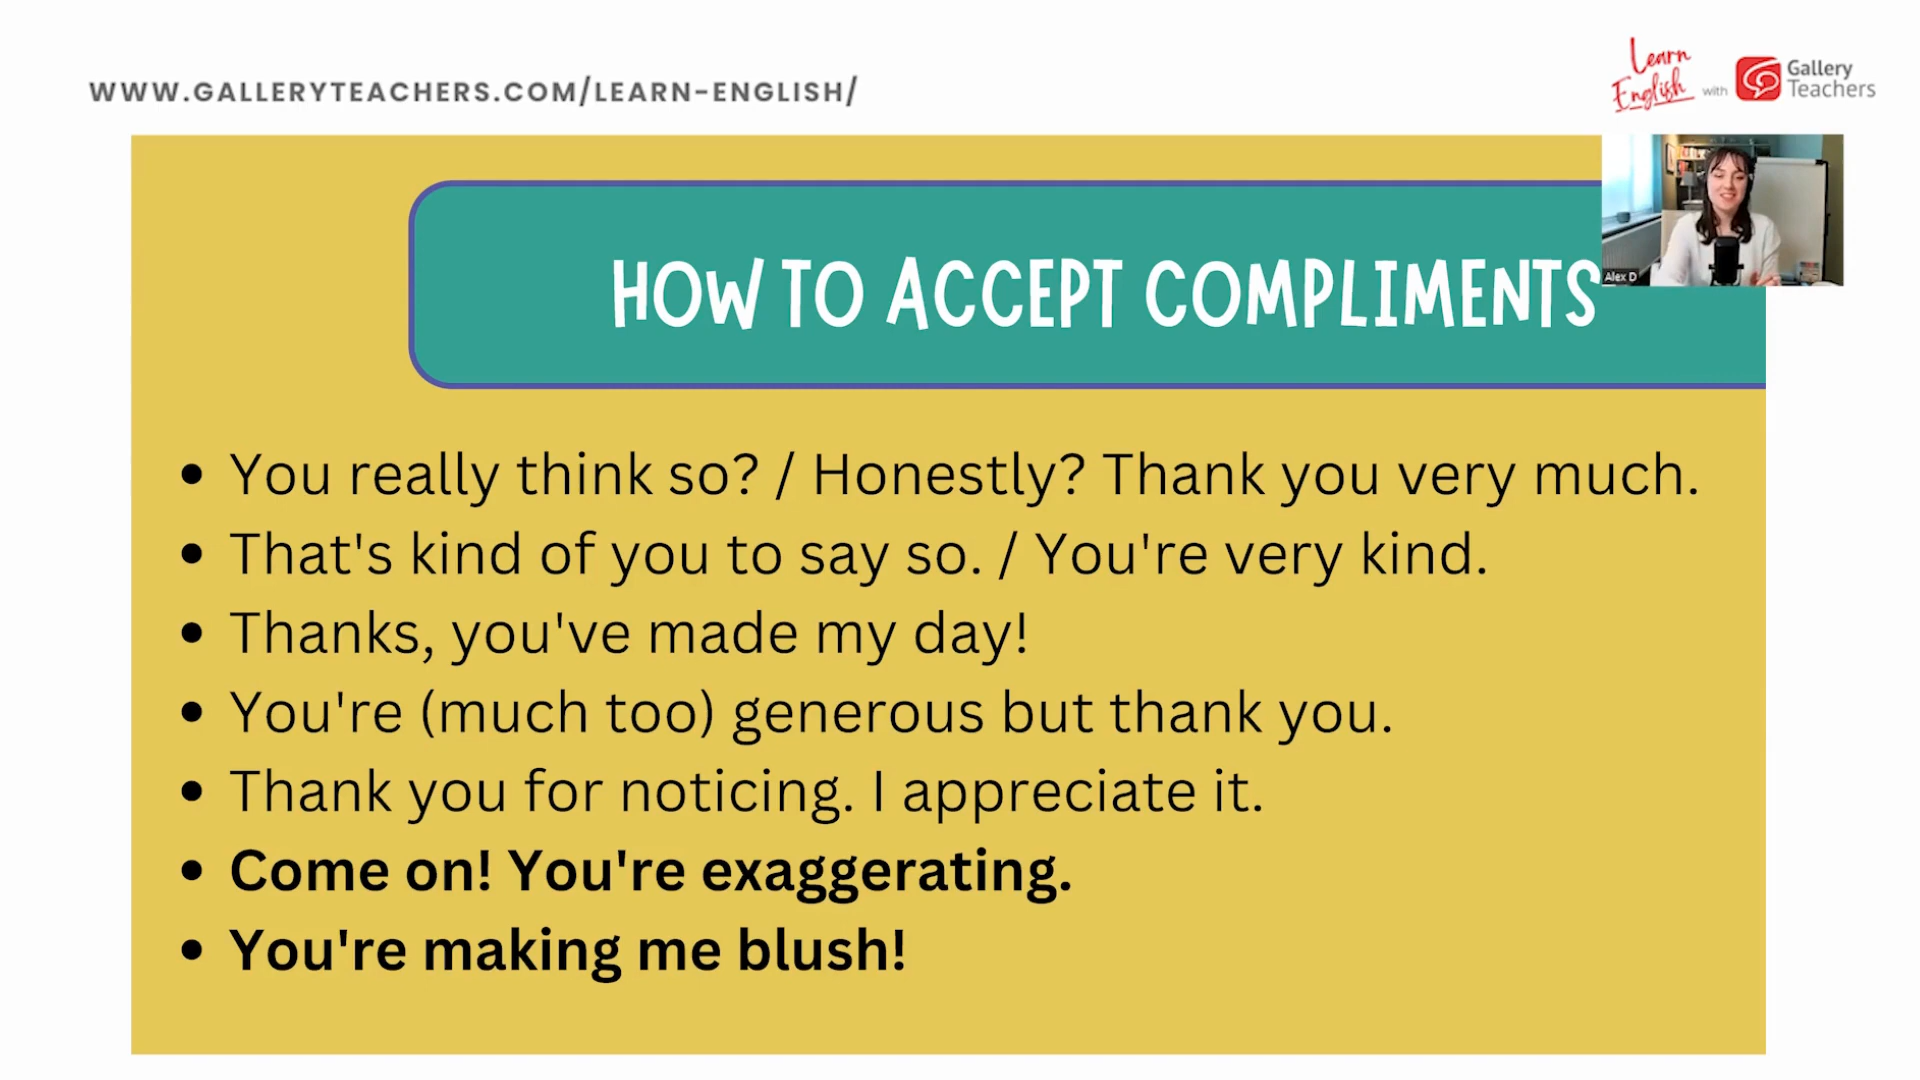 WWW.GALLERYTEACHERS.COM/LEARN-ENGLISH/
Learn
English with Gallery
Teachers
Alex D
HOW TO ACCEPT COMPLIMENTS
• You really think so? / Honestly? Thank you very much.
• That's kind of you to say so. / You're very kind.
• Thanks, you've made my day!
• You're (much too) generous but thank you.
• Thank you for noticing. I appreciate it.
• Come on! You're exaggerating.
• You're making me blush!